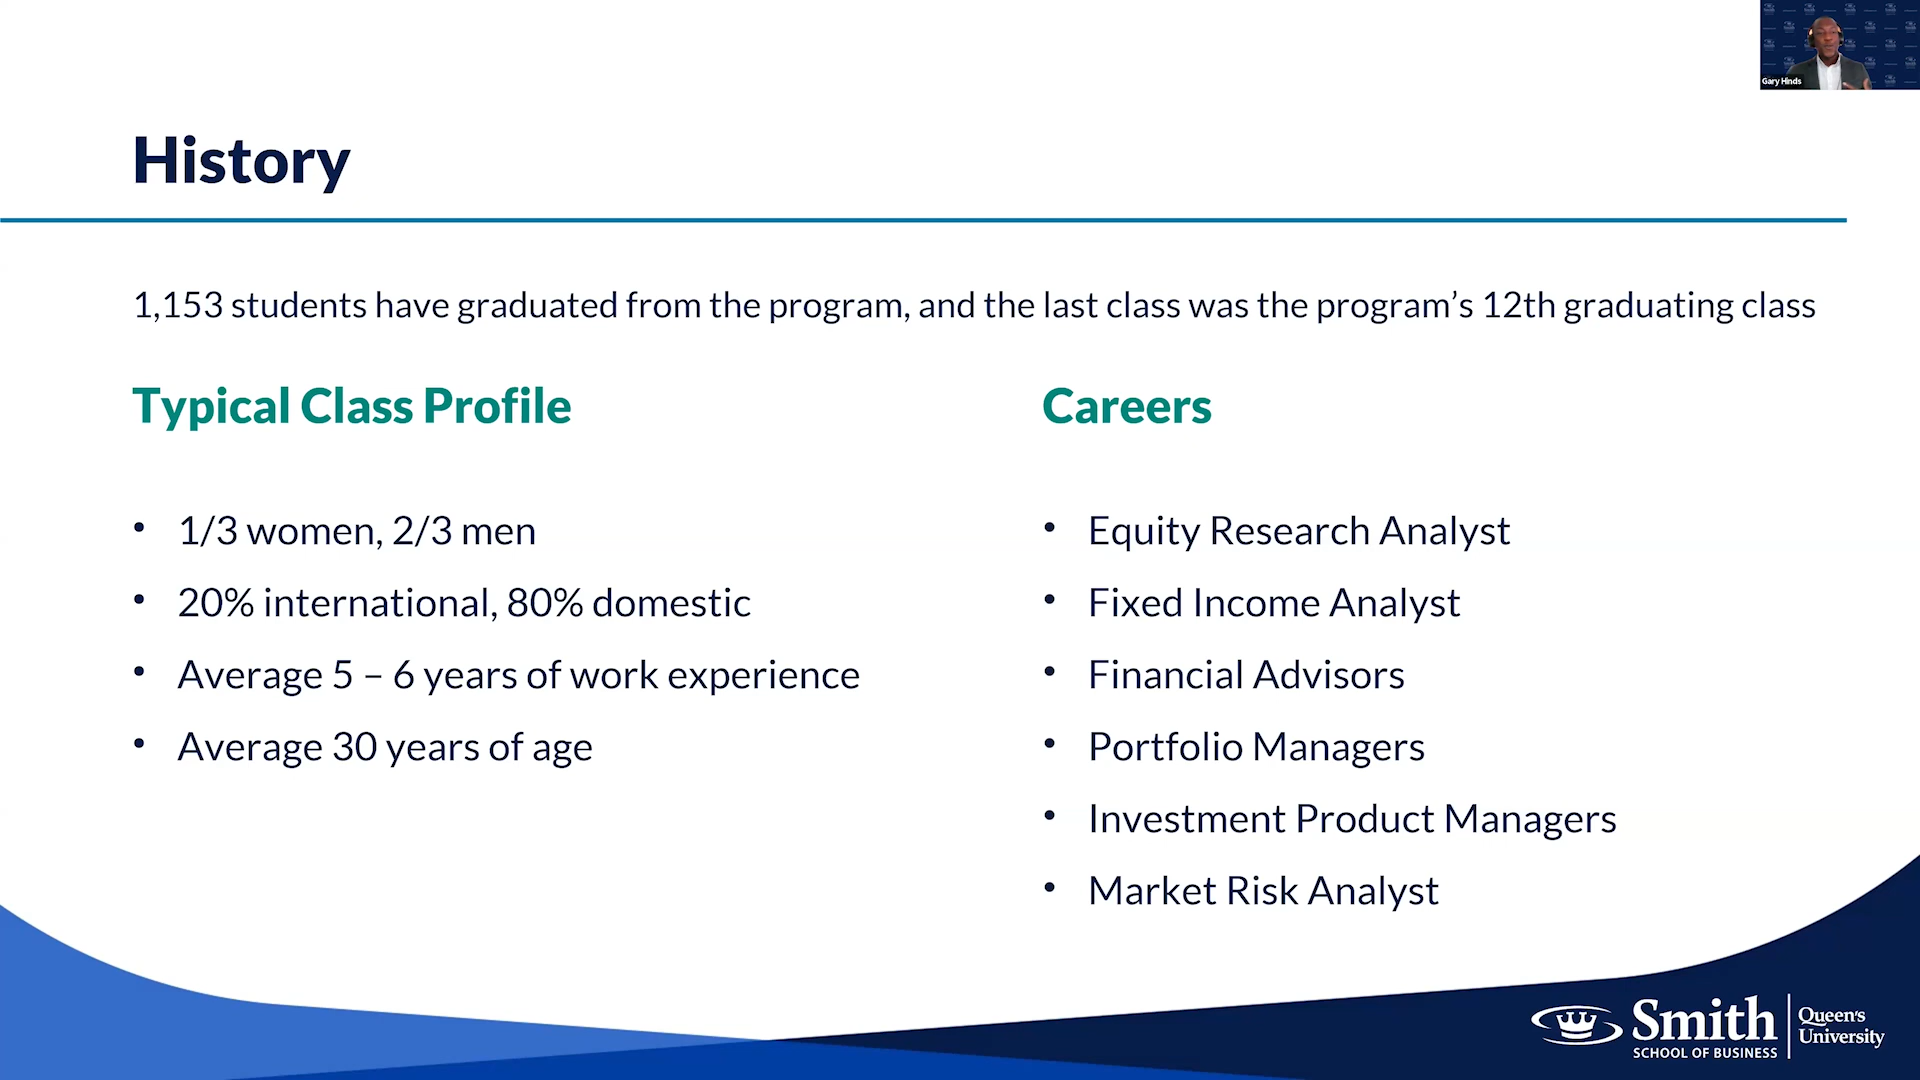 Gary Hinds
History
1,153 students have graduated from the program, and the last class was the program’s 12th graduating class
Typical Class Profile
• 1/3 women, 2/3 men
• 20% international, 80% domestic
• Average 5 – 6 years of work experience
• Average 30 years of age
Careers
• Equity Research Analyst
• Fixed Income Analyst
• Financial Advisors
• Portfolio Managers
• Investment Product Managers
• Market Risk Analyst
Smith
SCHOOL OF BUSINESS
Queen's
University